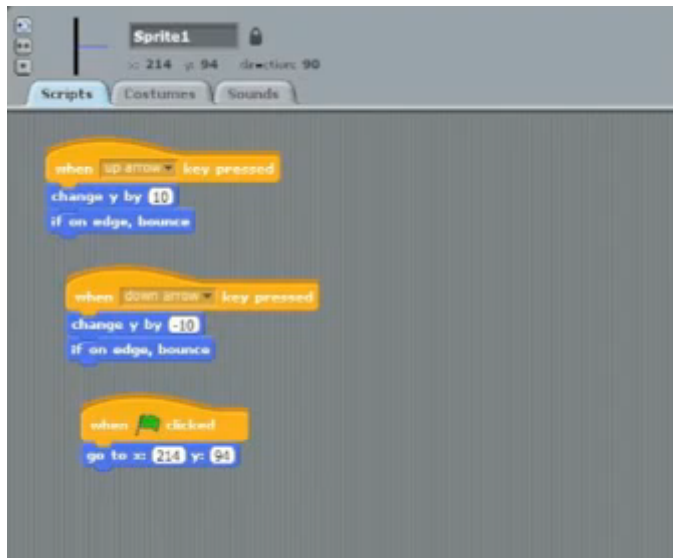 Sprite1
x: 214 y: 94 direction: 90
Scripts Costumes Sounds
when up arrow key pressed
change y by 10
if on edge, bounce
when down arrow key pressed
change y by -10
if on edge, bounce
when clicked
go to x: 214 y: 94